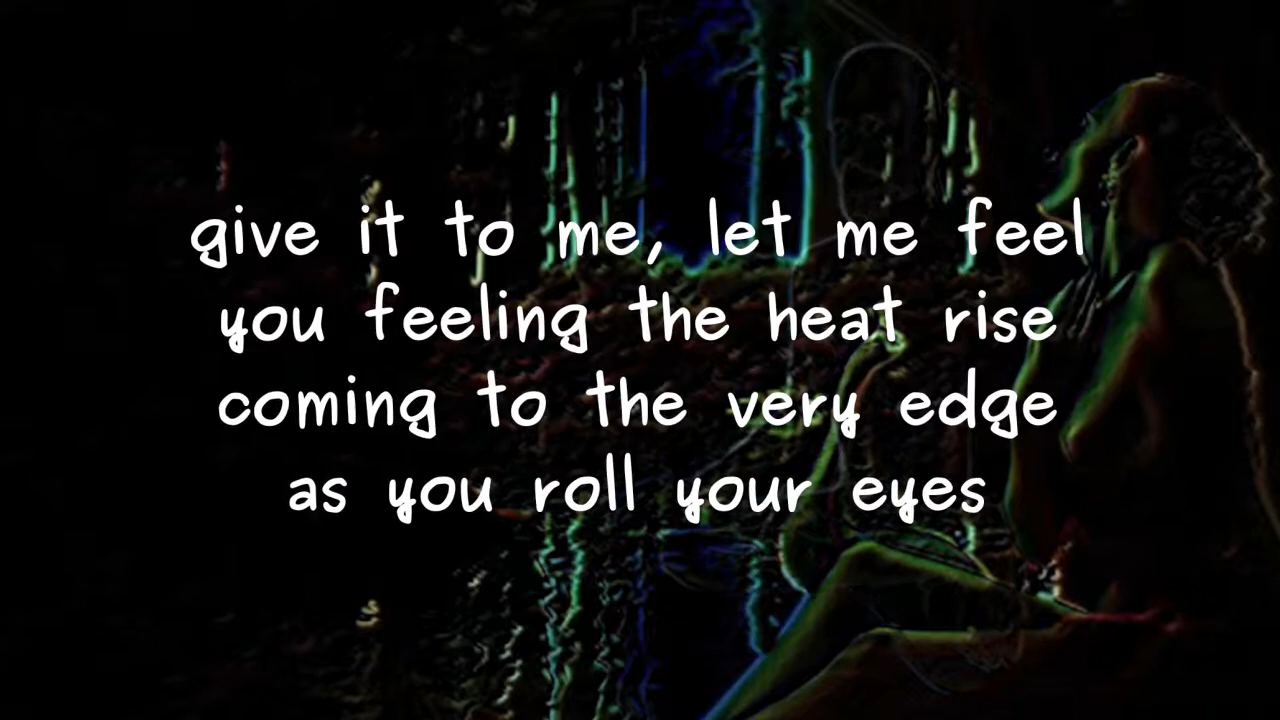 give it to me, let me feel
you feeling the heat rise
coming to the very edge
as you roll your eyes